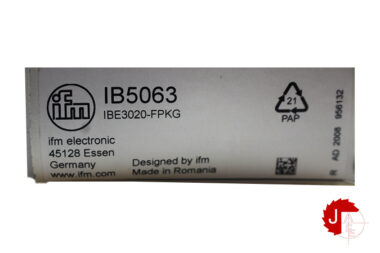 ifm
IB5063
IBE3020-FPKG
ifm electronic
45128 Essen
Germany
www.ifm.com
Designed by ifm
Made in Romania
21
PAP
R AD 2008 956132
J